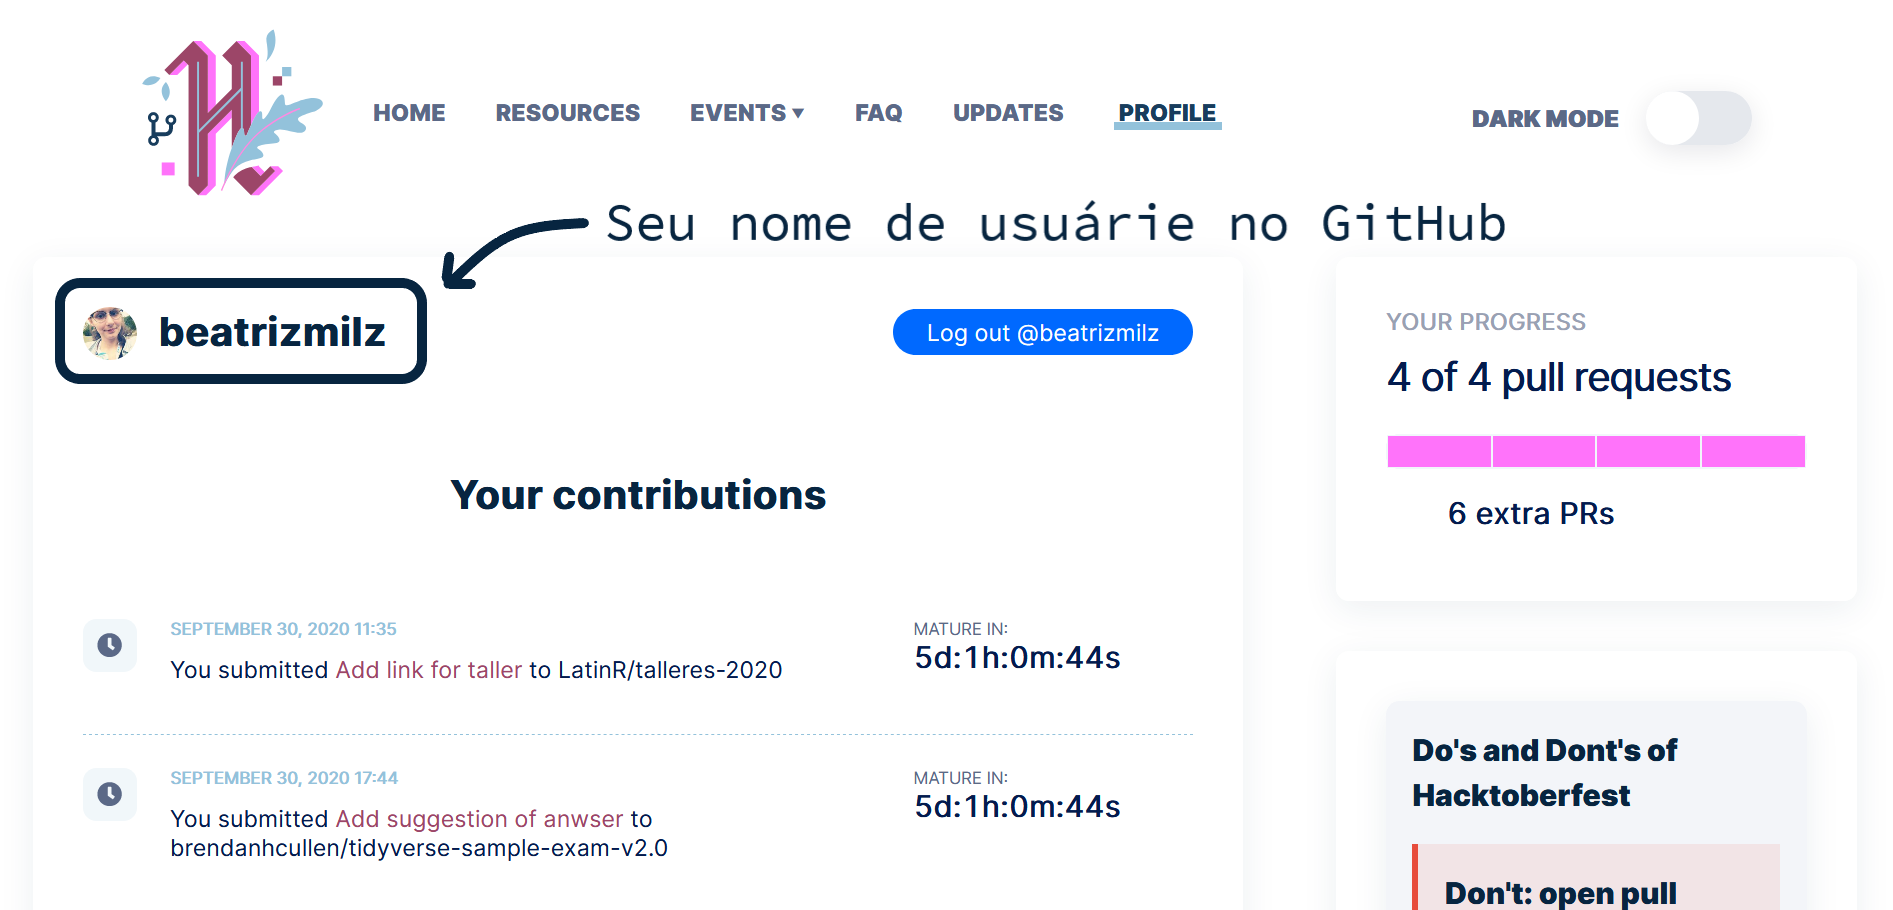 HOME RESOURCES EVENTS ▾ FAQ UPDATES PROFILE DARK MODE
Seu nome de usuárie no GitHub
beatrizmilz
Log out @beatrizmilz
Your contributions
SEPTEMBER 30, 2020 11:35
You submitted Add link for taller to LatinR/talleres-2020
MATURE IN:
5d:1h:0m:44s
SEPTEMBER 30, 2020 17:44
You submitted Add suggestion of anwser to
brendanhcullen/tidyverse-sample-exam-v2.0
MATURE IN:
5d:1h:0m:44s
YOUR PROGRESS
4 of 4 pull requests
6 extra PRs
Do's and Dont's of
Hacktoberfest
Don't: open pull